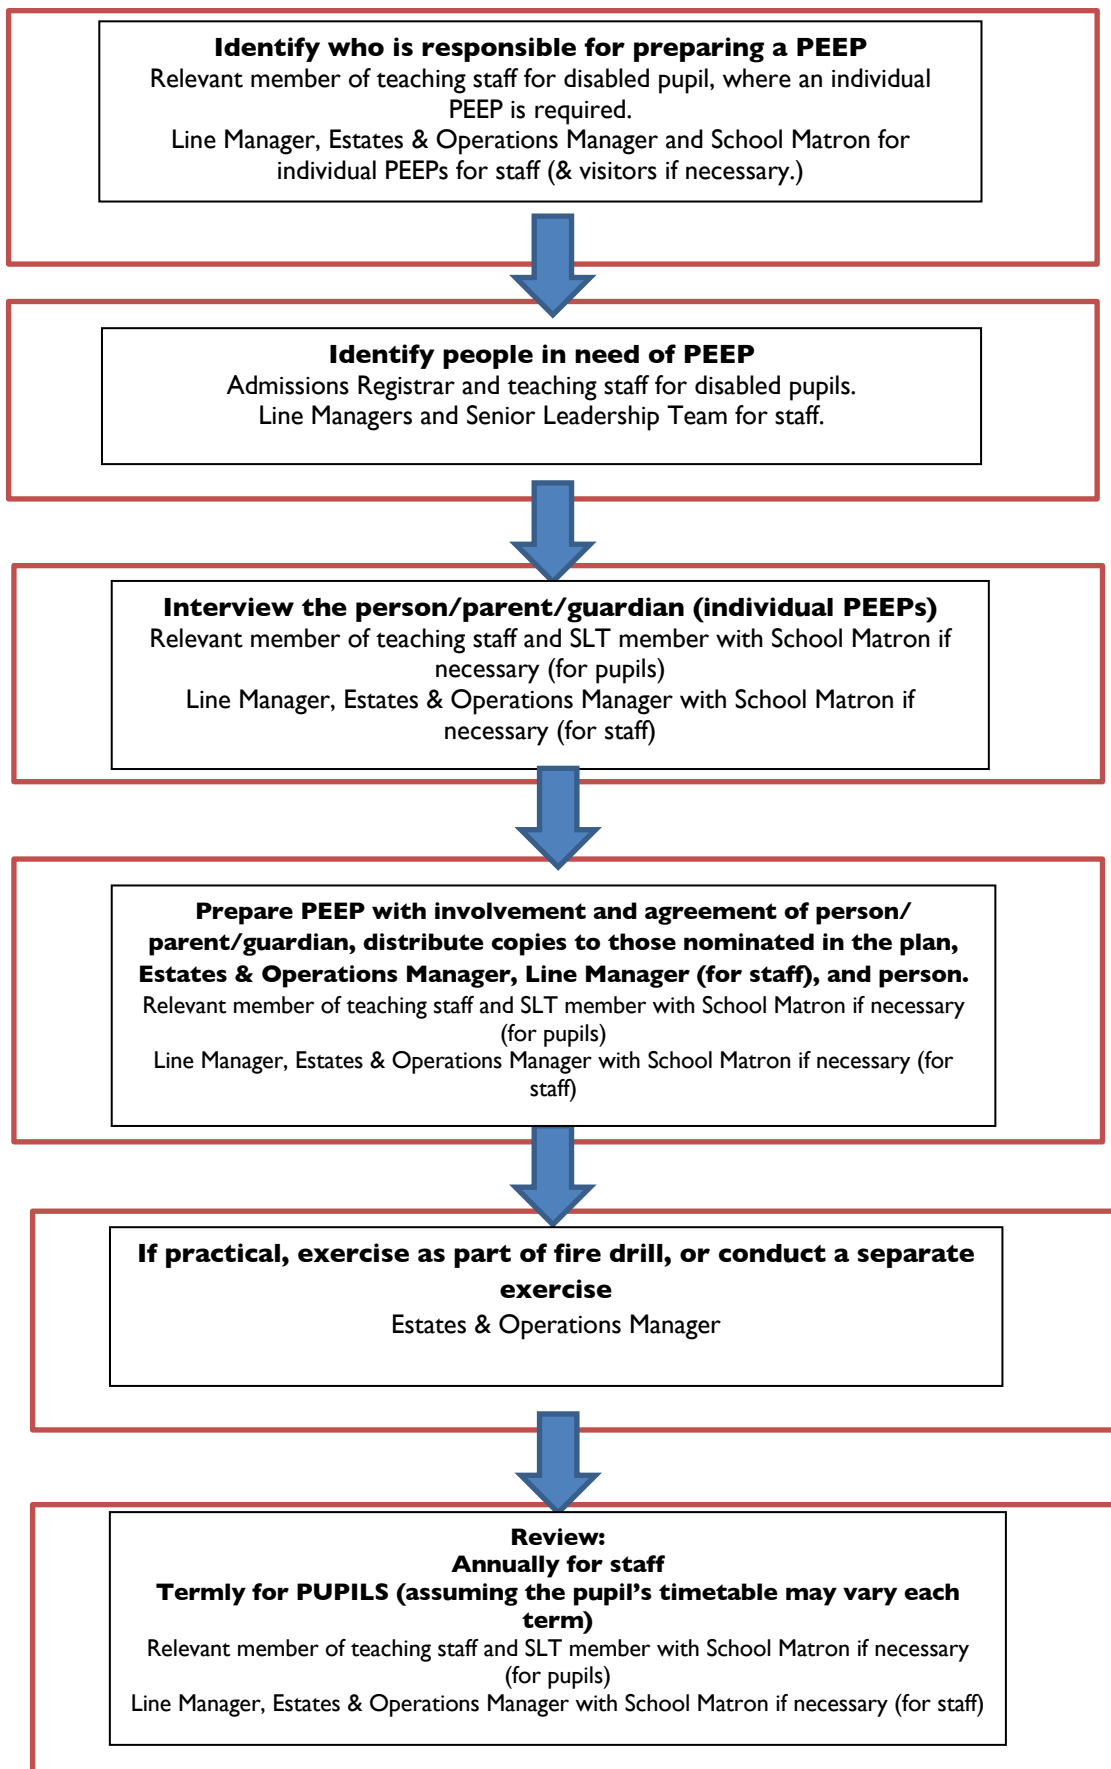 Identify who is responsible for preparing a PEEP
Relevant member of teaching staff for disabled pupil, where an individual
PEEP is required.
Line Manager, Estates & Operations Manager and School Matron for
individual PEEPs for staff (& visitors if necessary.)
Identify people in need of PEEP
Admissions Registrar and teaching staff for disabled pupils.
Line Managers and Senior Leadership Team for staff.
Interview the person/parent/guardian (individual PEEPs)
Relevant member of teaching staff and SLT member with School Matron if
necessary (for pupils)
Line Manager, Estates & Operations Manager with School Matron if
necessary (for staff)
Prepare PEEP with involvement and agreement of person/
parent/guardian, distribute copies to those nominated in the plan,
Estates & Operations Manager, Line Manager (for staff), and person.
Relevant member of teaching staff and SLT member with School Matron if necessary
(for pupils)
Line Manager, Estates & Operations Manager with School Matron if necessary (for
staff)
If practical, exercise as part of fire drill, or conduct a separate
exercise
Estates & Operations Manager
Review:
Annually for staff
Termly for PUPILS (assuming the pupil's timetable may vary each
term)
Relevant member of teaching staff and SLT member with School Matron if necessary
(for pupils)
Line Manager, Estates & Operations Manager with School Matron if necessary (for staff)